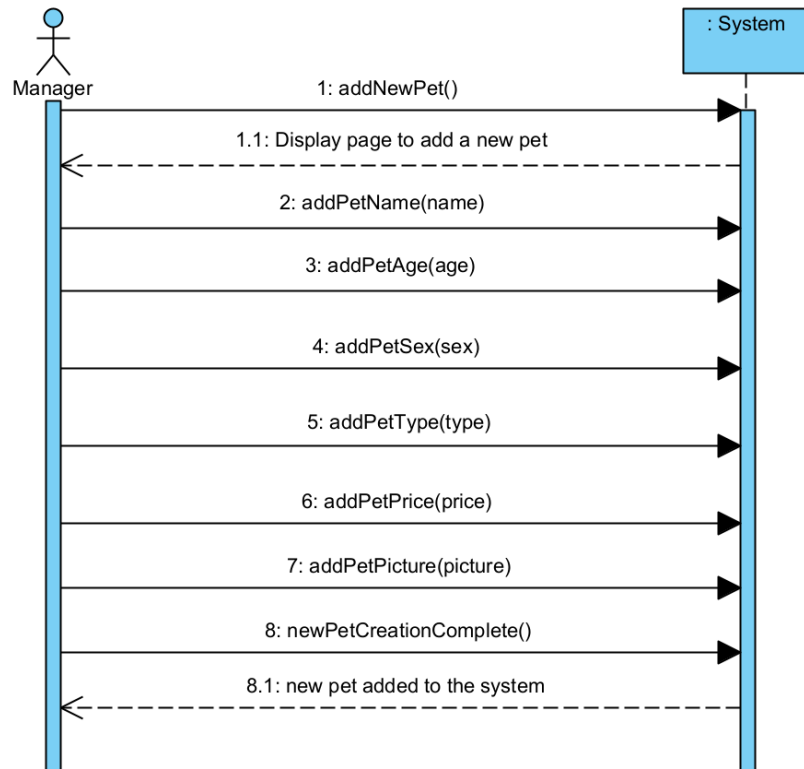 : System
Manager
1: addNewPet()
1.1: Display page to add a new pet
2: addPetName(name)
3: addPetAge(age)
4: addPetSex(sex)
5: addPetType(type)
6: addPetPrice(price)
7: addPetPicture(picture)
8: newPetCreationComplete()
8.1: new pet added to the system